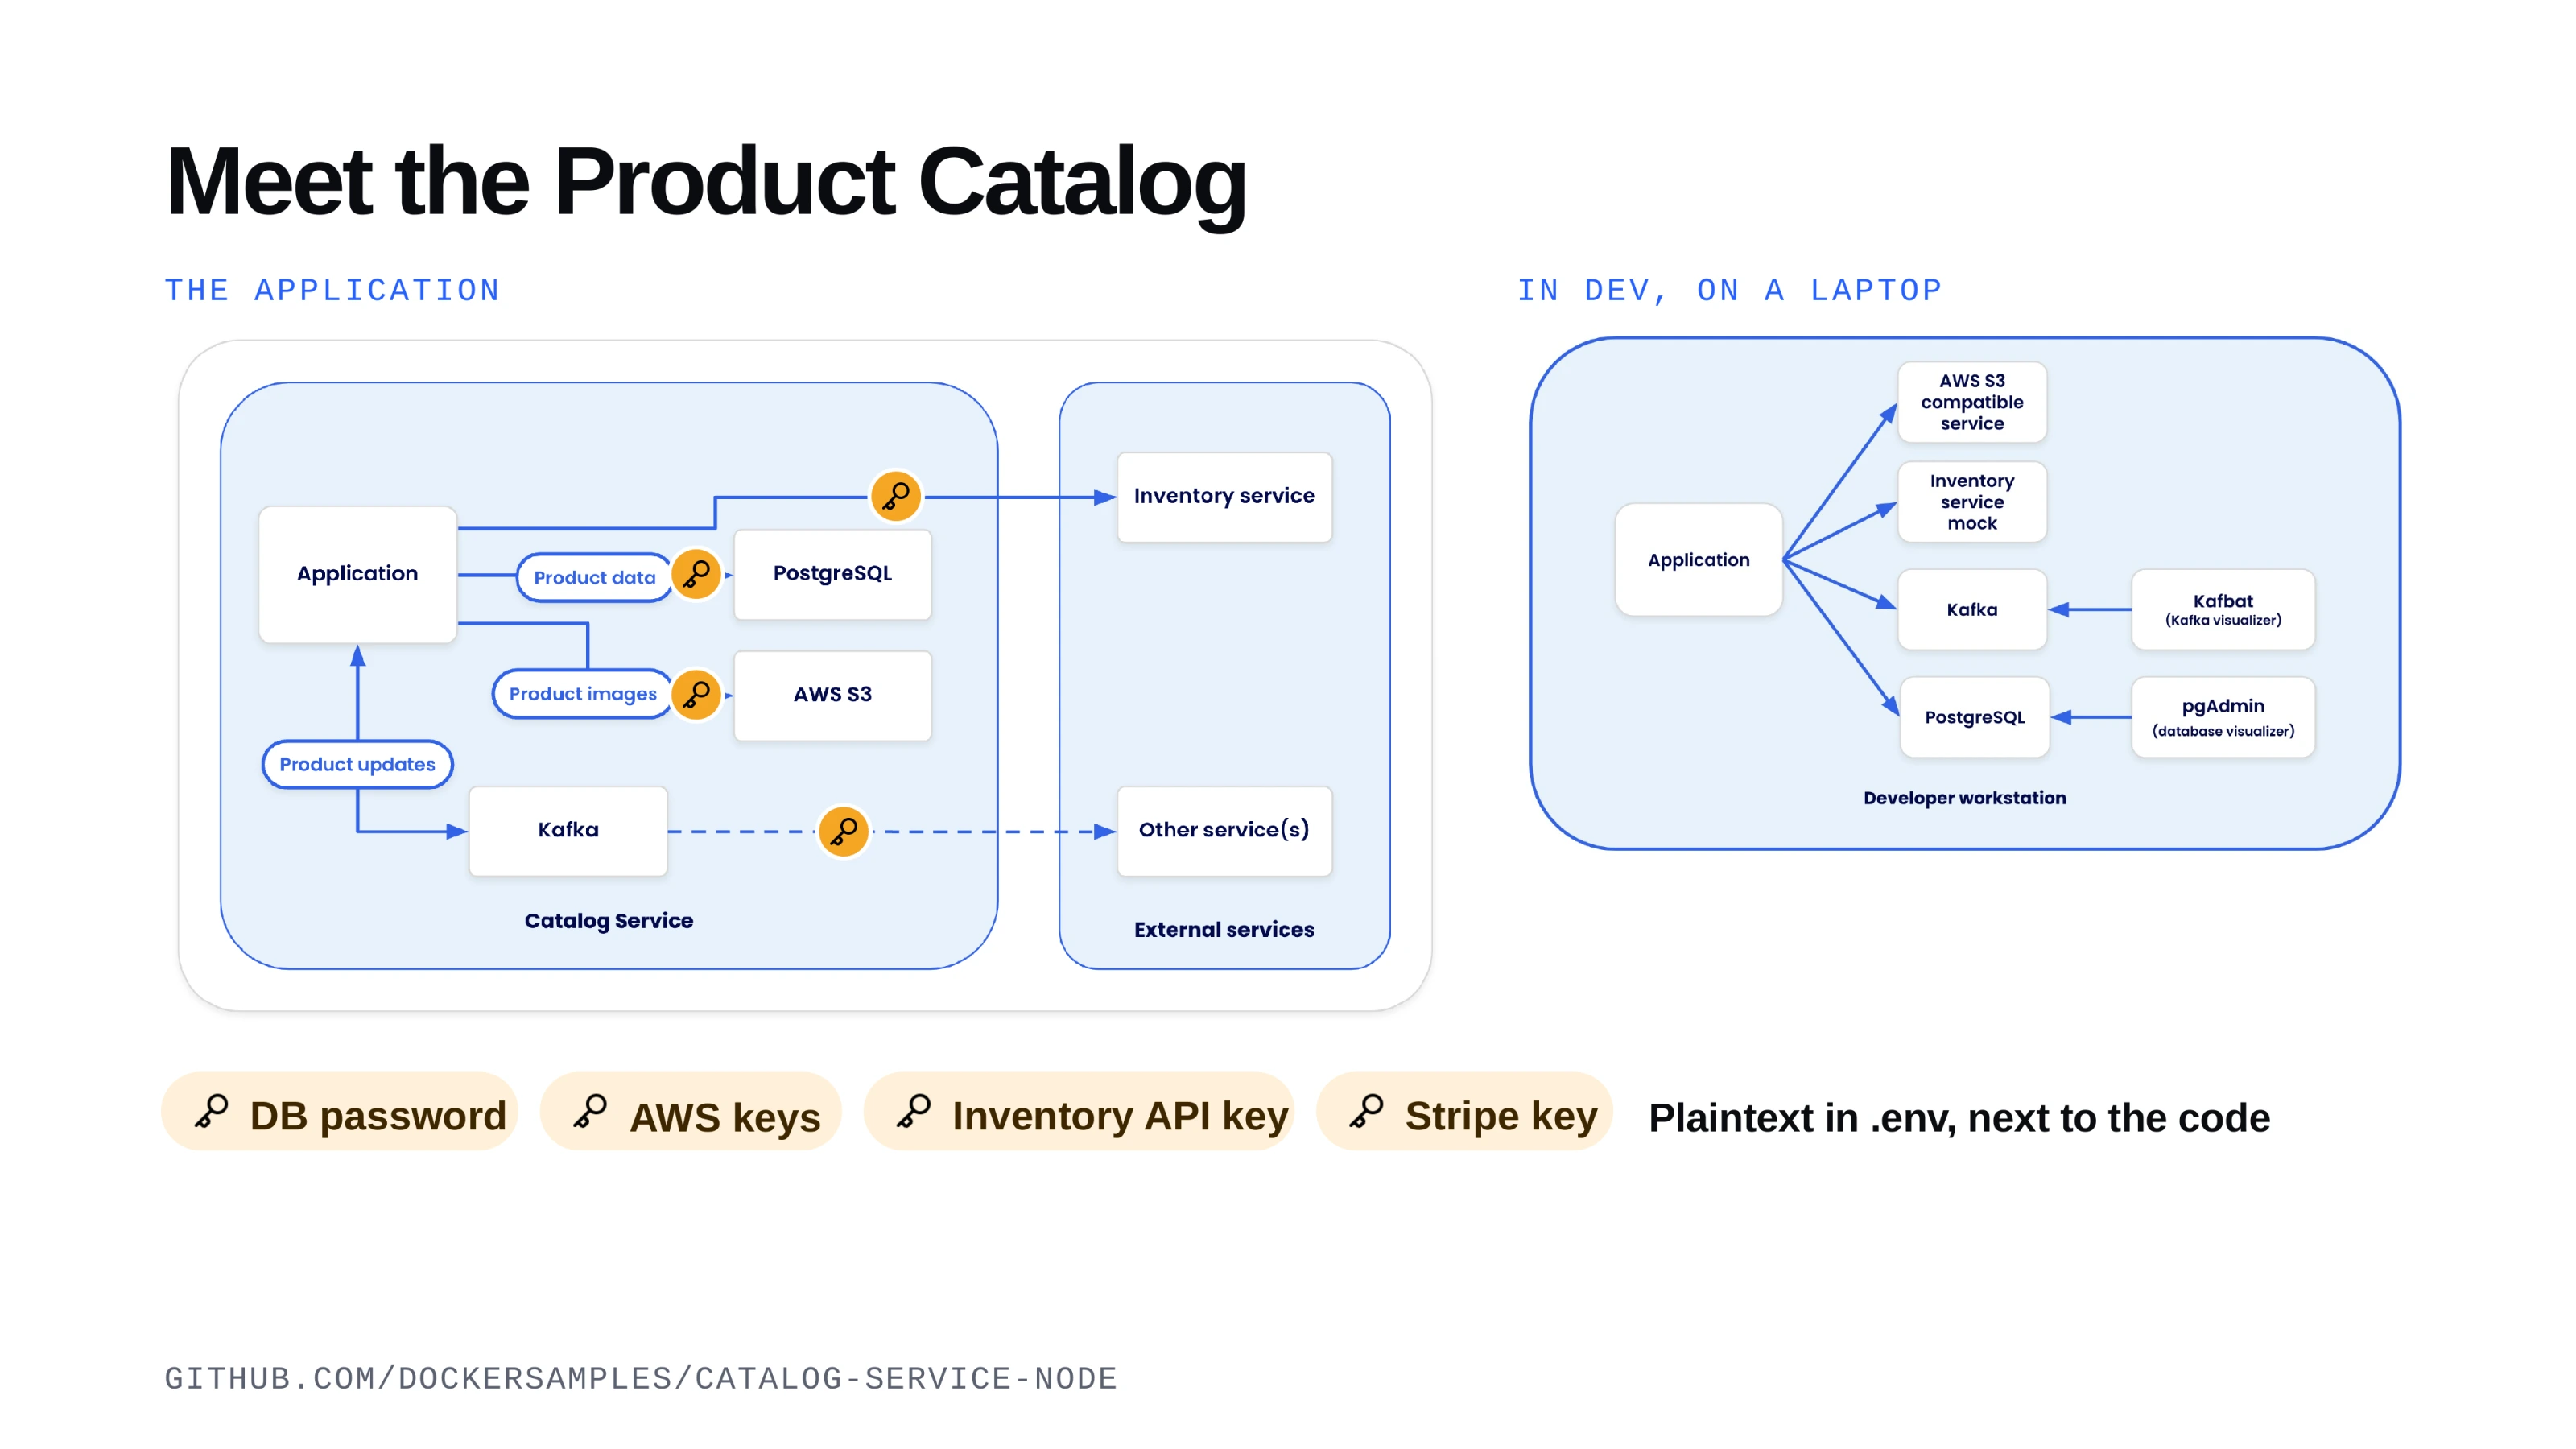 Meet the Product Catalog
THE APPLICATION
Application
Product data
Product images
Product updates
PostgreSQL
AWS S3
Kafka
Catalog Service
Inventory service
Other service(s)
External services
IN DEV, ON A LAPTOP
Application
AWS S3
compatible
service
Inventory
service
mock
Kafka
Kafbat
(Kafka visualizer)
PostgreSQL
pgAdmin
(database visualizer)
Developer workstation
DB password
AWS keys
Inventory API key
Stripe key
Plaintext in .env, next to the code
GITHUB.COM/DOCKERSAMPLES/CATALOG-SERVICE-NODE